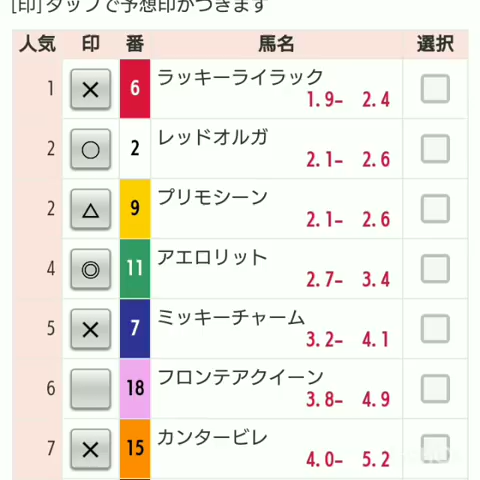 [印]タップで予想印がつきます
人気 印 番 馬名 選択
1 × 6 ラッキーライラック
1.9- 2.4
2 ○ 2 レッドオルガ
2.1- 2.6
2 △ 9 プリモシーン
2.1- 2.6
4 ◎ 11 アエロリット
2.7- 3.4
5 × 7 ミッキーチャーム
3.2- 4.1
6 18 フロンテアクイーン
3.8- 4.9
7 × 15 カンタービレ
4.0- 5.2